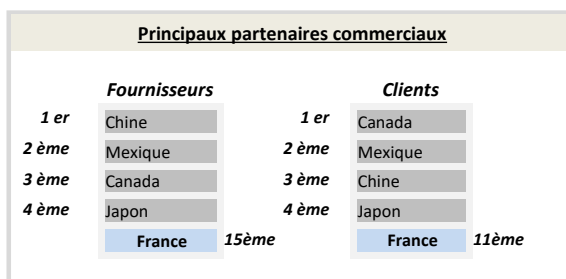 Principaux partenaires commerciaux
Fournisseurs Clients
1 er Chine 1 er Canada
2 ème Mexique 2 ème Mexique
3 ème Canada 3 ème Chine
4 ème Japon 4 ème Japon
France 15ème France 11ème